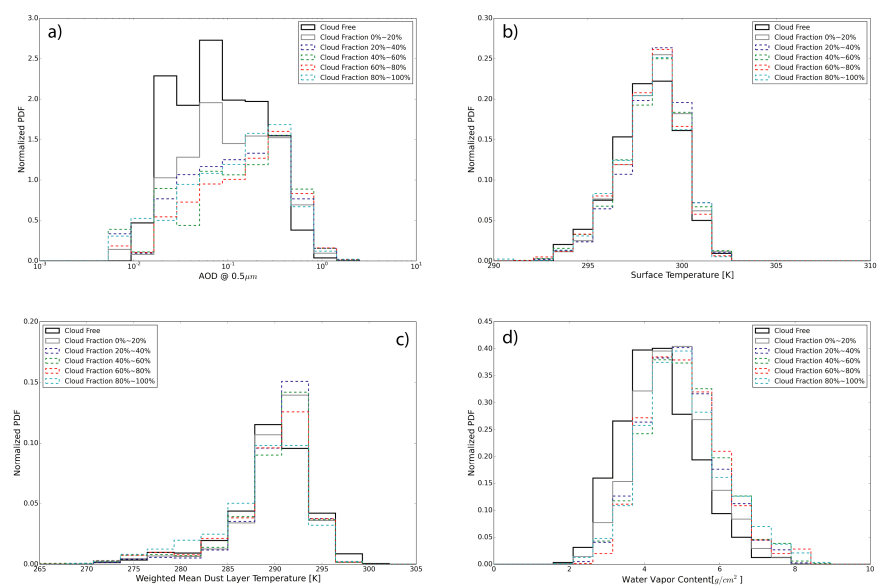 a)
Cloud Free
Cloud Fraction 0%~20%
Cloud Fraction 20%~40%
Cloud Fraction 40%~60%
Cloud Fraction 60%~80%
Cloud Fraction 80%~100%
Normalized PDF
3.0
2.5
2.0
1.5
1.0
0.5
0.0
10^-3 10^-2 10^-1 10^0 10^1
AOD @ 0.5μm
b)
Cloud Free
Cloud Fraction 0%~20%
Cloud Fraction 20%~40%
Cloud Fraction 40%~60%
Cloud Fraction 60%~80%
Cloud Fraction 80%~100%
Normalized PDF
0.30
0.25
0.20
0.15
0.10
0.05
0.00
290 295 300 305 310
Surface Temperature [K]
c)
Cloud Free
Cloud Fraction 0%~20%
Cloud Fraction 20%~40%
Cloud Fraction 40%~60%
Cloud Fraction 60%~80%
Cloud Fraction 80%~100%
Normalized PDF
0.20
0.15
0.10
0.05
0.00
265 270 275 280 285 290 295 300 305
Weighted Mean Dust Layer Temperature [K]
d)
Cloud Free
Cloud Fraction 0%~20%
Cloud Fraction 20%~40%
Cloud Fraction 40%~60%
Cloud Fraction 60%~80%
Cloud Fraction 80%~100%
Normalized PDF
0.45
0.40
0.35
0.30
0.25
0.20
0.15
0.10
0.05
0.00
0 2 4 6 8 10
Water Vapor Content[g/cm²]